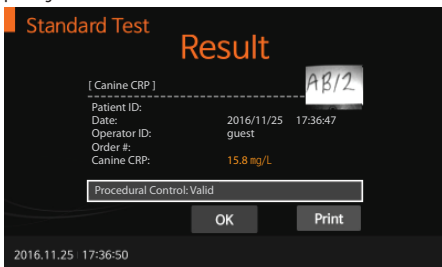 Standard Test
Result
AB/2
[ Canine CRP ]
Patient ID:
Date: 2016/11/25 17:36:47
Operator ID: guest
Order #:
Canine CRP: 15.8 mg/L
Procedural Control: Valid
OK Print
2016.11.25 17:36:50